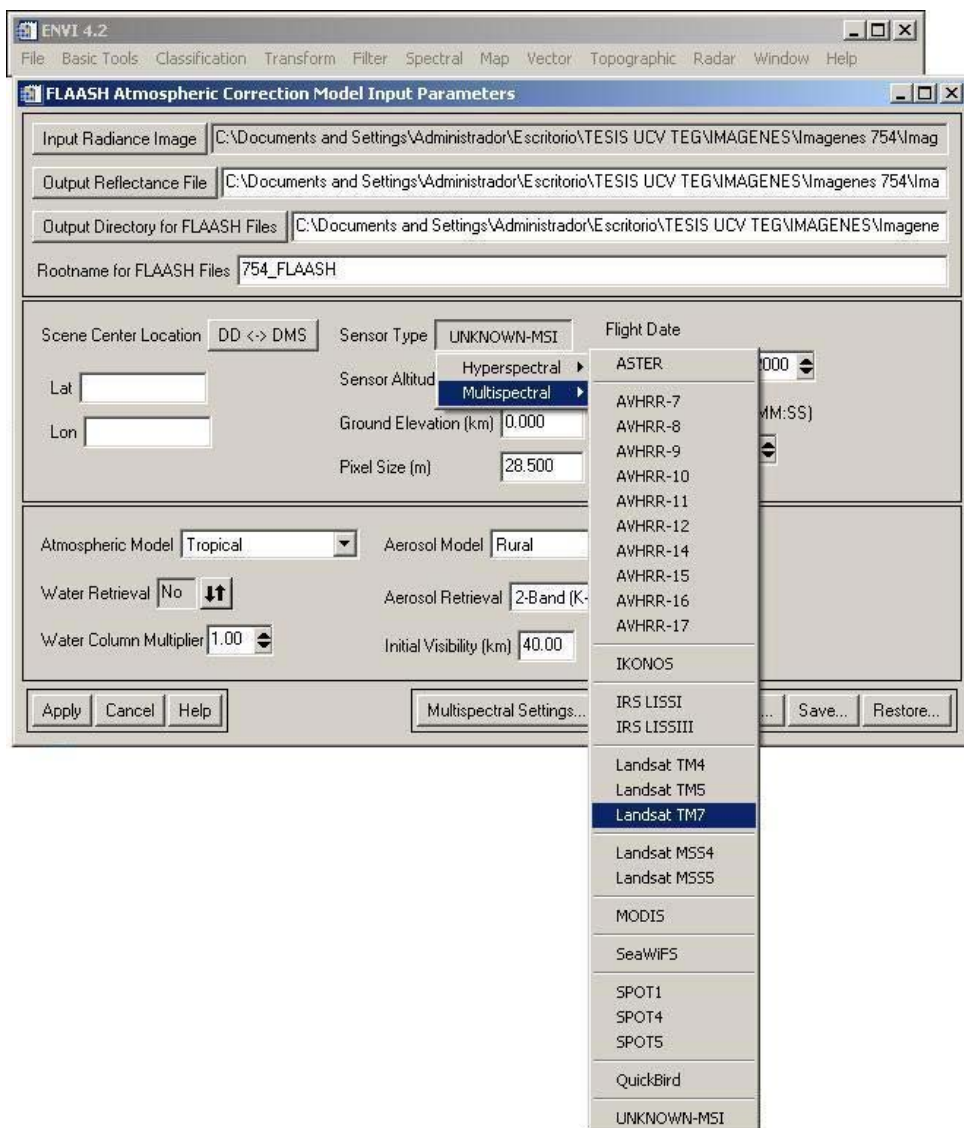 ENVI 4.2
File Basic Tools Classification Transform Filter Spectral Map Vector Topographic Radar Window Help
FLAASH Atmospheric Correction Model Input Parameters
Input Radiance Image C:\Documents and Settings\Administrador\Escritorio\TESIS UCV TEG\IMAGENES\Imagenes 754\Imag
Output Reflectance File C:\Documents and Settings\Administrador\Escritorio\TESIS UCV TEG\IMAGENES\Imagenes 754\Ima
Output Directory for FLAASH Files C:\Documents and Settings\Administrador\Escritorio\TESIS UCV TEG\IMAGENES\Imagene
Rootname for FLAASH Files 754_FLAASH
Scene Center Location DD <-> DMS Sensor Type UNKNOWN-MSI Flight Date
Lat
Lon
Sensor Altitud
Hyperspectral
Multispectral
Ground Elevation (km) 0.000
Pixel Size (m) 28.500
000
MM:SS)
Atmospheric Model Tropical
Water Retrieval No
Water Column Multiplier 1.00
Aerosol Model Rural
Aerosol Retrieval 2-Band (K-
Initial Visibility (km) 40.00
Apply Cancel Help Multispectral Settings... ... Save... Restore...
ASTER
AVHRR-7
AVHRR-8
AVHRR-9
AVHRR-10
AVHRR-11
AVHRR-12
AVHRR-14
AVHRR-15
AVHRR-16
AVHRR-17
IKONOS
IRS LISSI
IRS LISSIII
Landsat TM4
Landsat TM5
Landsat TM7
Landsat MSS4
Landsat MSS5
MODIS
SeaWiFS
SPOT1
SPOT4
SPOT5
QuickBird
UNKNOWN-MSI